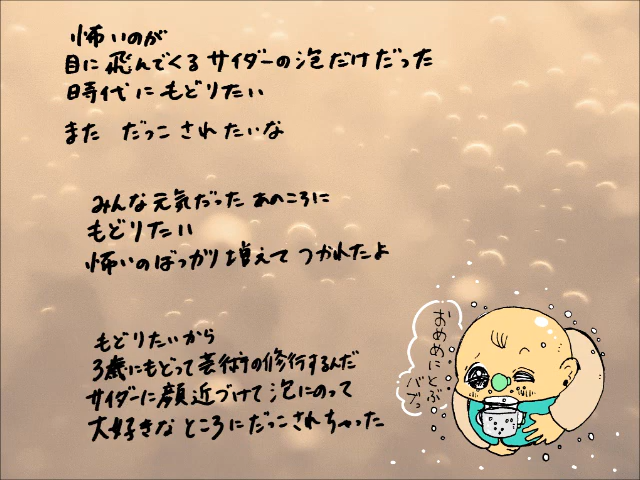 怖いのが
目に飛んでくるサイダーの泡だけだった
時代にもどりたい
また だっこ されたいな
みんな元気だった あのころに
もどりたい
怖いのばっかり増えて つかれたよ
もどりたいから
3歳にもどって芸術の修行するんだ
サイダーに顔近づけて泡にのって
大好きな ところにだっこされちゃった
おめめにとぶ
バブっ